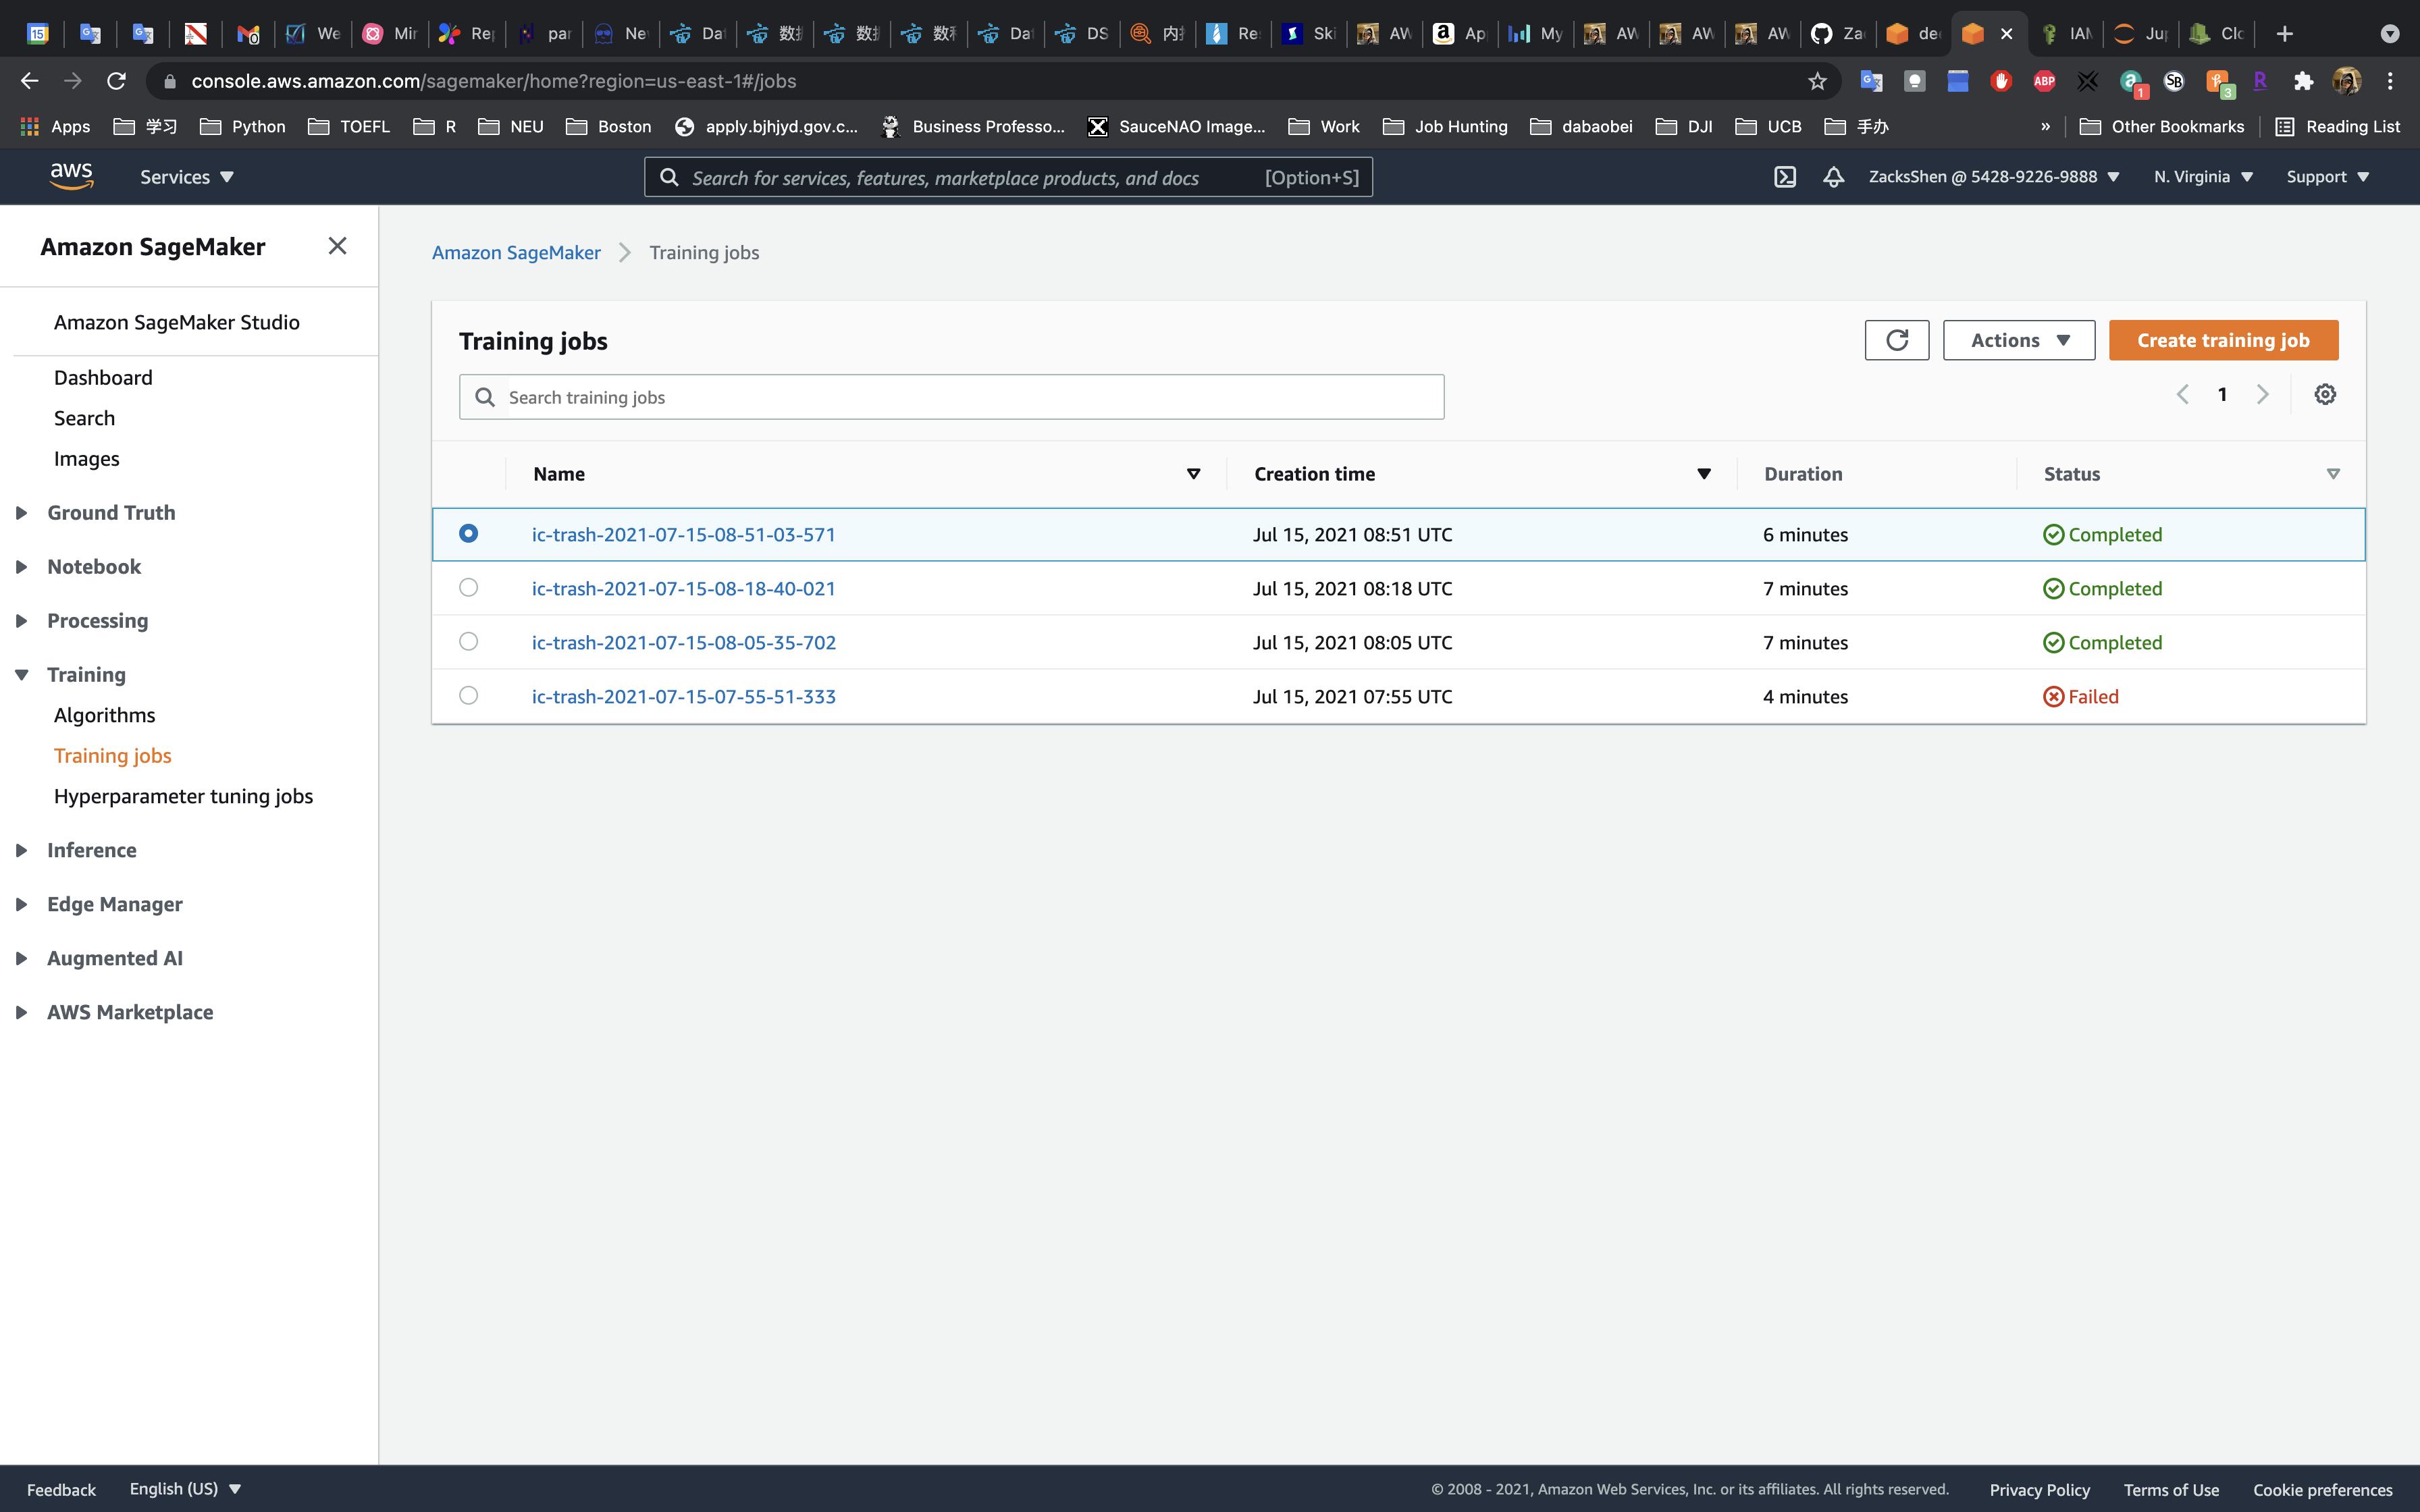 15 We Mir Rep par Ne Da 数据 数据 数 Da DS 内 Re Ski AW Ap My AW AW AW Za de IAM Ju Clo
console.aws.amazon.com/sagemaker/home?region=us-east-1#/jobs
Apps 学习 Python TOEFL R NEU Boston apply.bjhjyd.gov.c... Business Professo... SauceNAO Image... Work Job Hunting dabaobei DJI UCB 手办 » Other Bookmarks Reading List
aws Services Search for services, features, marketplace products, and docs [Option+S] ZacksShen @ 5428-9226-9888 N. Virginia Support
Amazon SageMaker
Amazon SageMaker Studio
Dashboard
Search
Images
Ground Truth
Notebook
Processing
Training
Algorithms
Training jobs
Hyperparameter tuning jobs
Inference
Edge Manager
Augmented AI
AWS Marketplace
Amazon SageMaker > Training jobs
Training jobs
Actions Create training job
Search training jobs
1
Name Creation time Duration Status
ic-trash-2021-07-15-08-51-03-571 Jul 15, 2021 08:51 UTC 6 minutes Completed
ic-trash-2021-07-15-08-18-40-021 Jul 15, 2021 08:18 UTC 7 minutes Completed
ic-trash-2021-07-15-08-05-35-702 Jul 15, 2021 08:05 UTC 7 minutes Completed
ic-trash-2021-07-15-07-55-51-333 Jul 15, 2021 07:55 UTC 4 minutes Failed
Feedback English (US) © 2008 - 2021, Amazon Web Services, Inc. or its affiliates. All rights reserved. Privacy Policy Terms of Use Cookie preferences